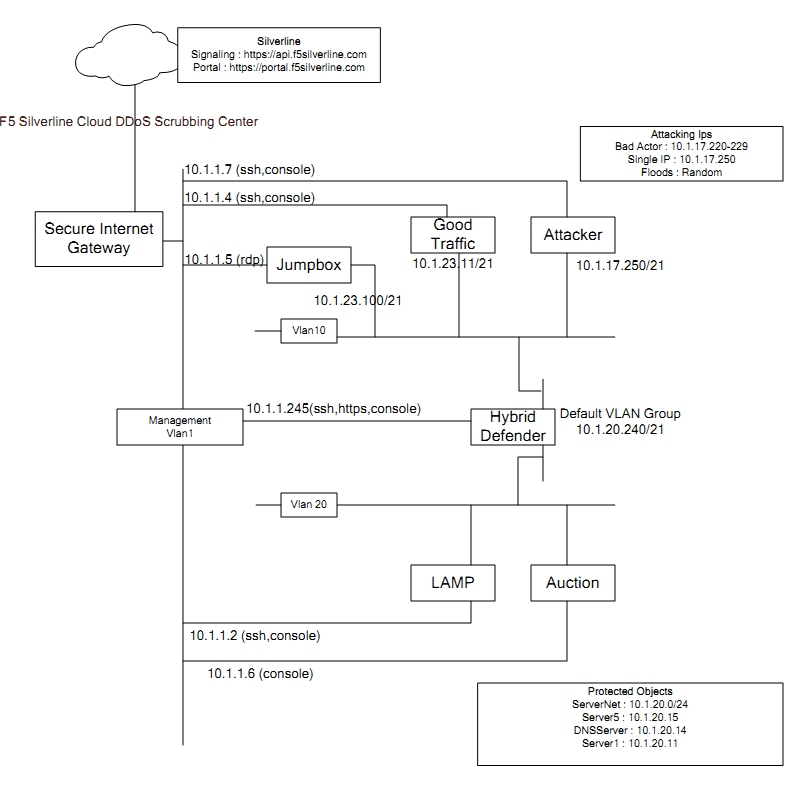 Silverline
Signaling : https://api.f5silverline.com
Portal : https://portal.f5silverline.com
F5 Silverline Cloud DDoS Scrubbing Center
Attacking Ips
Bad Actor : 10.1.17.220-229
Single IP : 10.1.17.250
Floods : Random
10.1.1.7 (ssh,console)
10.1.1.4 (ssh,console)
Secure Internet
Gateway
Good
Traffic
Attacker
10.1.1.5 (rdp)
Jumpbox
10.1.23.11/21
10.1.17.250/21
10.1.23.100/21
Vlan10
Management
Vlan1
10.1.1.245(ssh,https,console)
Hybrid
Defender
Default VLAN Group
10.1.20.240/21
Vlan 20
LAMP
Auction
10.1.1.2 (ssh,console)
10.1.1.6 (console)
Protected Objects
ServerNet : 10.1.20.0/24
Server5 : 10.1.20.15
DNSServer : 10.1.20.14
Server1 : 10.1.20.11